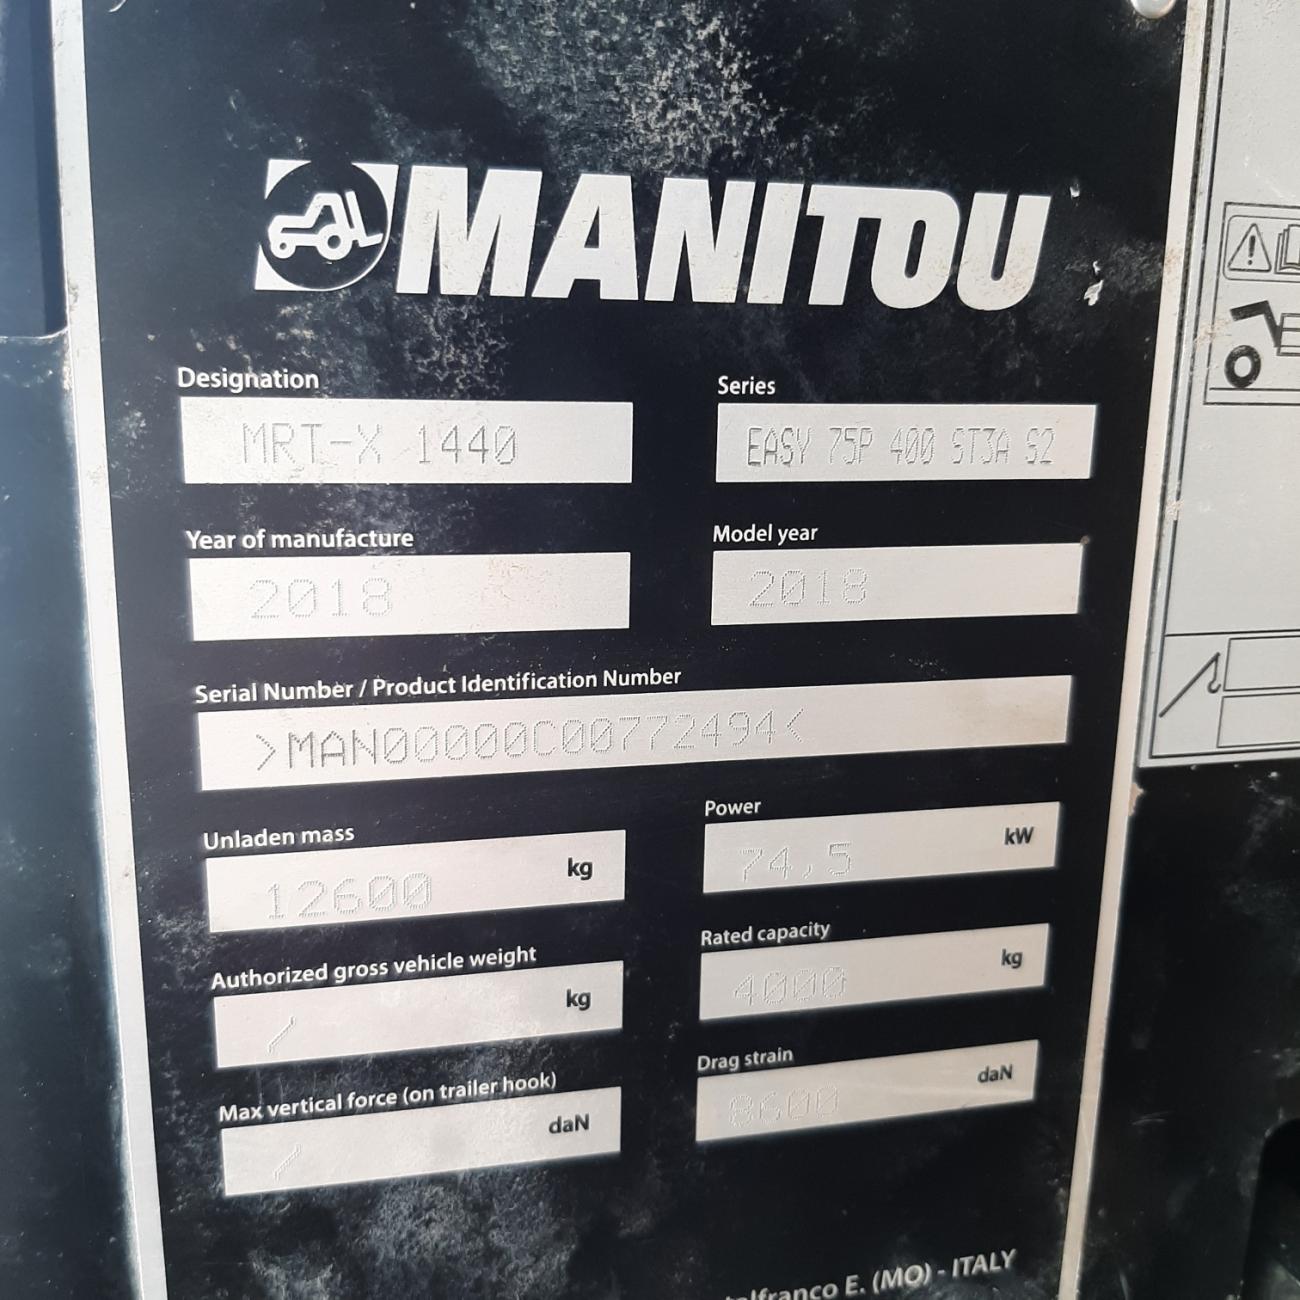 MANITOU
Designation
MRT-X 1440
Series
EASY 75P 400 ST3A S2
Year of manufacture
2018
Model year
2018
Serial Number / Product Identification Number
>MAN00000C00772494<
Unladen mass
12600 kg
Power
74,5 kW
Authorized gross vehicle weight
/ kg
Rated capacity
4000 kg
Max vertical force (on trailer hook)
/ daN
Drag strain
8600 daN
E. (MO) - ITALY